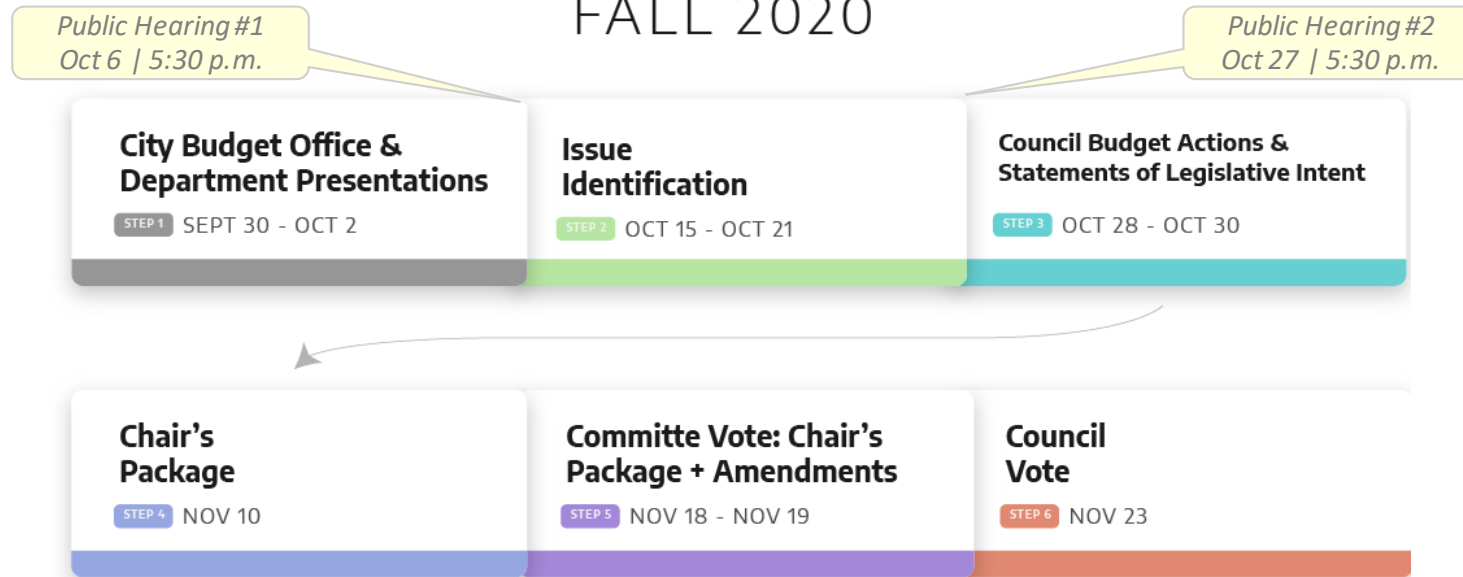 FALL 2020
Public Hearing #1
Oct 6 | 5:30 p.m.
Public Hearing #2
Oct 27 | 5:30 p.m.
City Budget Office &
Department Presentations
STEP 1 SEPT 30 - OCT 2
Issue
Identification
STEP 2 OCT 15 - OCT 21
Council Budget Actions &
Statements of Legislative Intent
STEP 3 OCT 28 - OCT 30
Chair’s
Package
STEP 4 NOV 10
Committe Vote: Chair’s
Package + Amendments
STEP 5 NOV 18 - NOV 19
Council
Vote
STEP 6 NOV 23